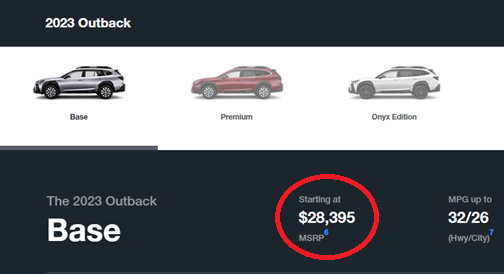 2023 Outback
Base Premium Onyx Edition
The 2023 Outback
Base
Starting at
$28,395
MSRP6
MPG up to
32/26
(Hwy/City)7